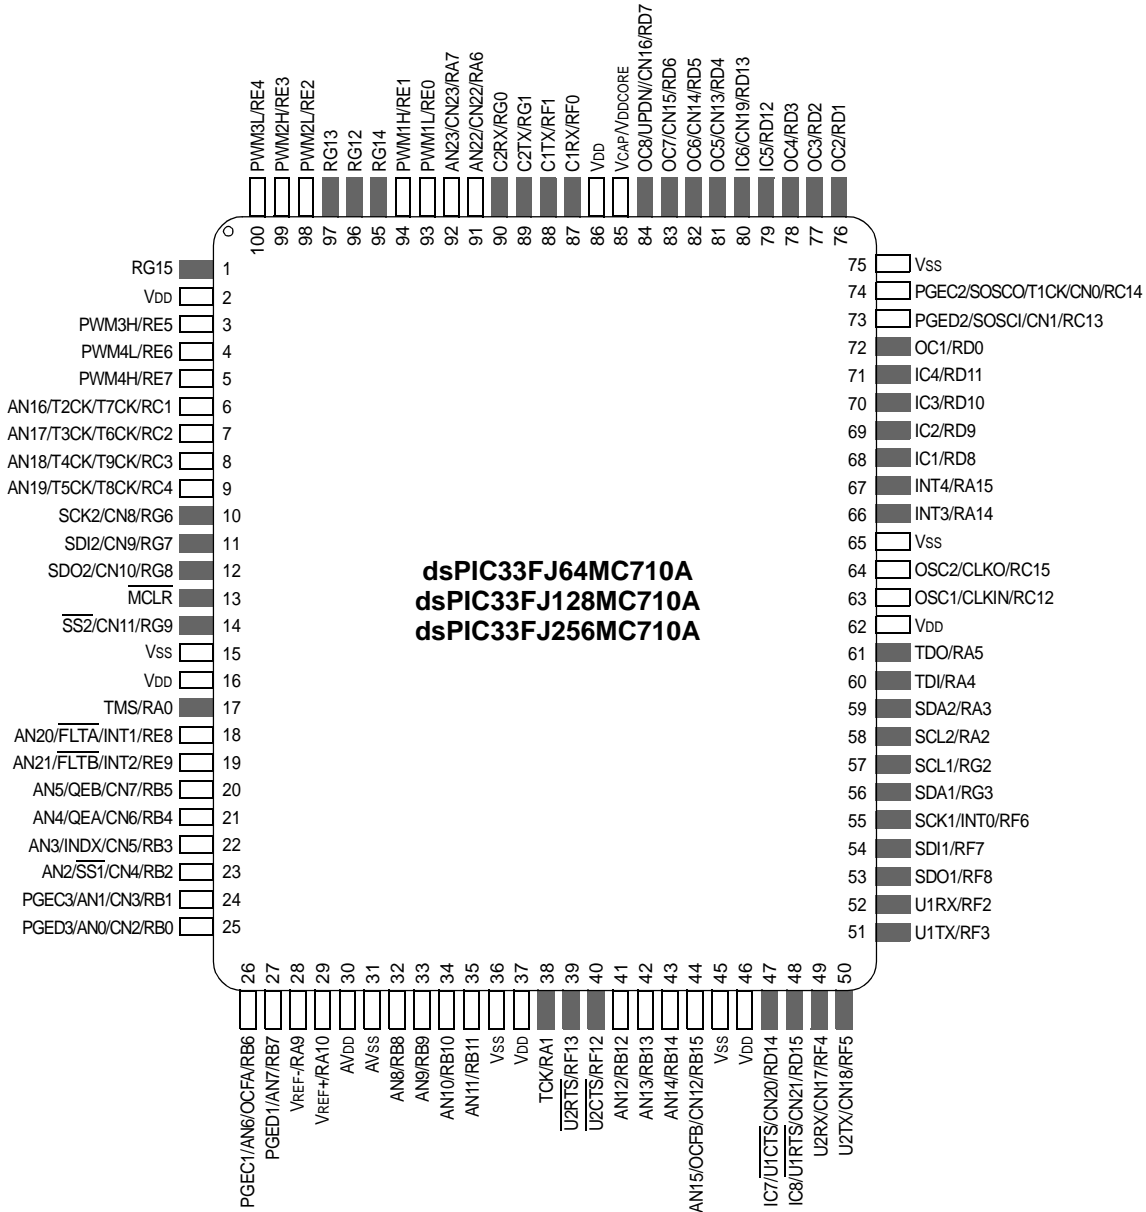 PWM3L/RE4
PWM2H/RE3
PWM2L/RE2
RG13
RG12
RG14
PWM1H/RE1
PWM1L/RE0
AN23/CN23/RA7
AN22/CN22/RA6
C2RX/RG0
C2TX/RG1
C1TX/RF1
C1RX/RF0
VDD
VCAP/VDDCORE
OC8/UPDN//CN16/RD7
OC7/CN15/RD6
OC6/CN14/RD5
OC5/CN13/RD4
IC6/CN19/RD13
IC5/RD12
OC4/RD3
OC3/RD2
OC2/RD1
100 99 98 97 96 95 94 93 92 91 90 89 88 87 86 85 84 83 82 81 80 79 78 77 76
RG15 1
VDD 2
PWM3H/RE5 3
PWM4L/RE6 4
PWM4H/RE7 5
AN16/T2CK/T7CK/RC1 6
AN17/T3CK/T6CK/RC2 7
AN18/T4CK/T9CK/RC3 8
AN19/T5CK/T8CK/RC4 9
SCK2/CN8/RG6 10
SDI2/CN9/RG7 11
SDO2/CN10/RG8 12
MCLR 13
SS2/CN11/RG9 14
VSS 15
VDD 16
TMS/RA0 17
AN20/FLTA/INT1/RE8 18
AN21/FLTB/INT2/RE9 19
AN5/QEB/CN7/RB5 20
AN4/QEA/CN6/RB4 21
AN3/INDX/CN5/RB3 22
AN2/SS1/CN4/RB2 23
PGEC3/AN1/CN3/RB1 24
PGED3/AN0/CN2/RB0 25
dsPIC33FJ64MC710A
dsPIC33FJ128MC710A
dsPIC33FJ256MC710A
75 VSS
74 PGEC2/SOSCO/T1CK/CN0/RC14
73 PGED2/SOSCI/CN1/RC13
72 OC1/RD0
71 IC4/RD11
70 IC3/RD10
69 IC2/RD9
68 IC1/RD8
67 INT4/RA15
66 INT3/RA14
65 VSS
64 OSC2/CLKO/RC15
63 OSC1/CLKIN/RC12
62 VDD
61 TDO/RA5
60 TDI/RA4
59 SDA2/RA3
58 SCL2/RA2
57 SCL1/RG2
56 SDA1/RG3
55 SCK1/INT0/RF6
54 SDI1/RF7
53 SDO1/RF8
52 U1RX/RF2
51 U1TX/RF3
26 27 28 29 30 31 32 33 34 35 36 37 38 39 40 41 42 43 44 45 46 47 48 49 50
PGEC1/AN6/OCFA/RB6
PGED1/AN7/RB7
VREF-/RA9
VREF+/RA10
AVDD
AVSS
AN8/RB8
AN9/RB9
AN10/RB10
AN11/RB11
VSS
VDD
TCK/RA1
U2RTS/RF13
U2CTS/RF12
AN12/RB12
AN13/RB13
AN14/RB14
AN15/OCFB/CN12/RB15
VSS
VDD
IC7/U1CTS/CN20/RD14
IC8/U1RTS/CN21/RD15
U2RX/CN17/RF4
U2TX/CN18/RF5